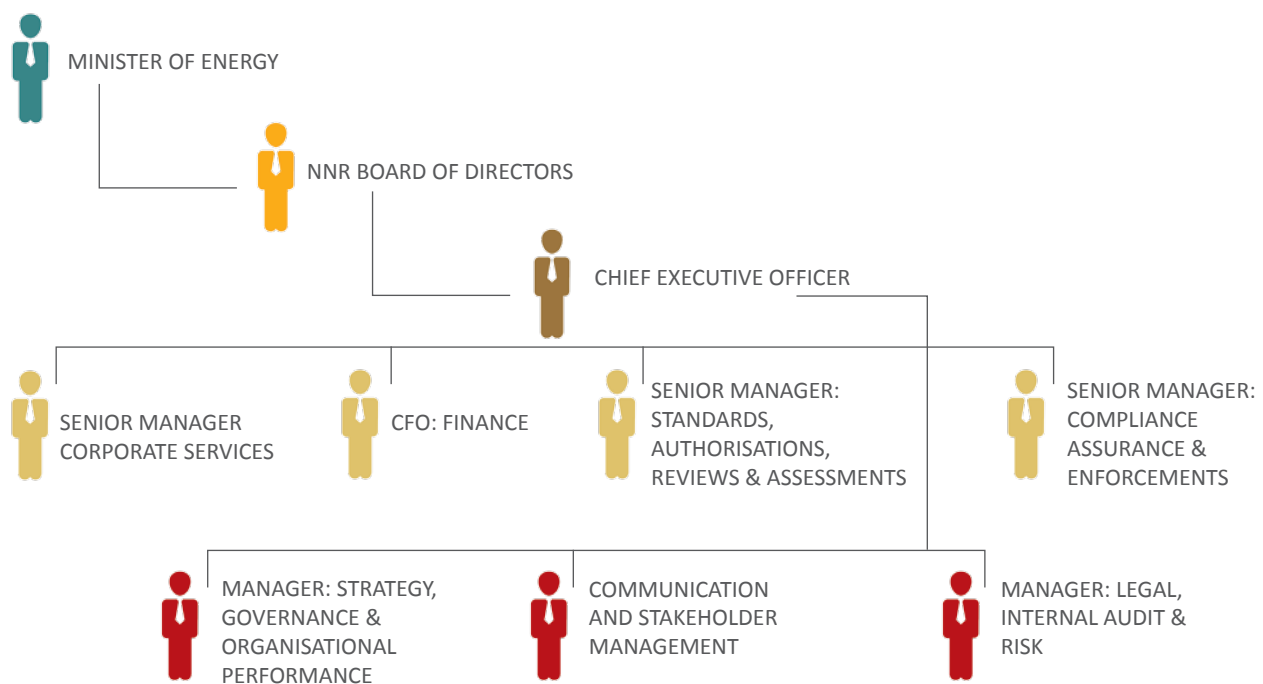 MINISTER OF ENERGY
NNR BOARD OF DIRECTORS
CHIEF EXECUTIVE OFFICER
SENIOR MANAGER
CORPORATE SERVICES
CFO: FINANCE
SENIOR MANAGER:
STANDARDS,
AUTHORISATIONS,
REVIEWS & ASSESSMENTS
SENIOR MANAGER:
COMPLIANCE
ASSURANCE &
ENFORCEMENTS
MANAGER: STRATEGY,
GOVERNANCE &
ORGANISATIONAL
PERFORMANCE
COMMUNICATION
AND STAKEHOLDER
MANAGEMENT
MANAGER: LEGAL,
INTERNAL AUDIT &
RISK